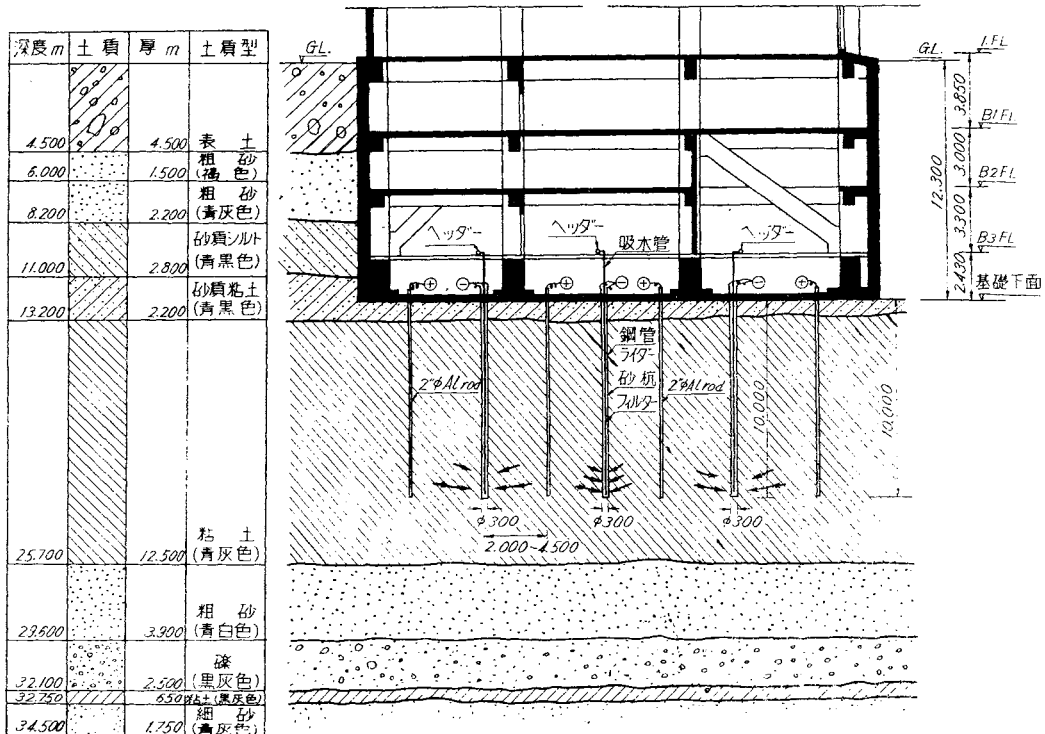 深度m 土質 厚m 土質型
4.500 4.500 表土
6.000 1.500 粗砂(褐色)
8.200 2.200 粗砂(青灰色)
11.000 2.800 砂質シルト(青黒色)
13.200 2.200 砂質粘土(青黒色)
25.700 12.500 粘土(青灰色)
29.600 3.900 粗砂(青白色)
32.100 2.500 礫(黒灰色)
32.750 650 粘土(黒灰色)
34.500 1.750 細砂(青灰色)
G.L.
G.L.
1.FL
3.850
B1FL
3.000
B2FL
3.300
B3FL
2.430
基礎下面
12.300
ヘッダー
ヘッダー
吸水管
ヘッダー
+ − + − + − +
鋼管
ライダー
砂杭
フィルター
2"φAlrod
2"φAlrod
10.000
10.000
φ300
φ300
φ300
2.000-4.500